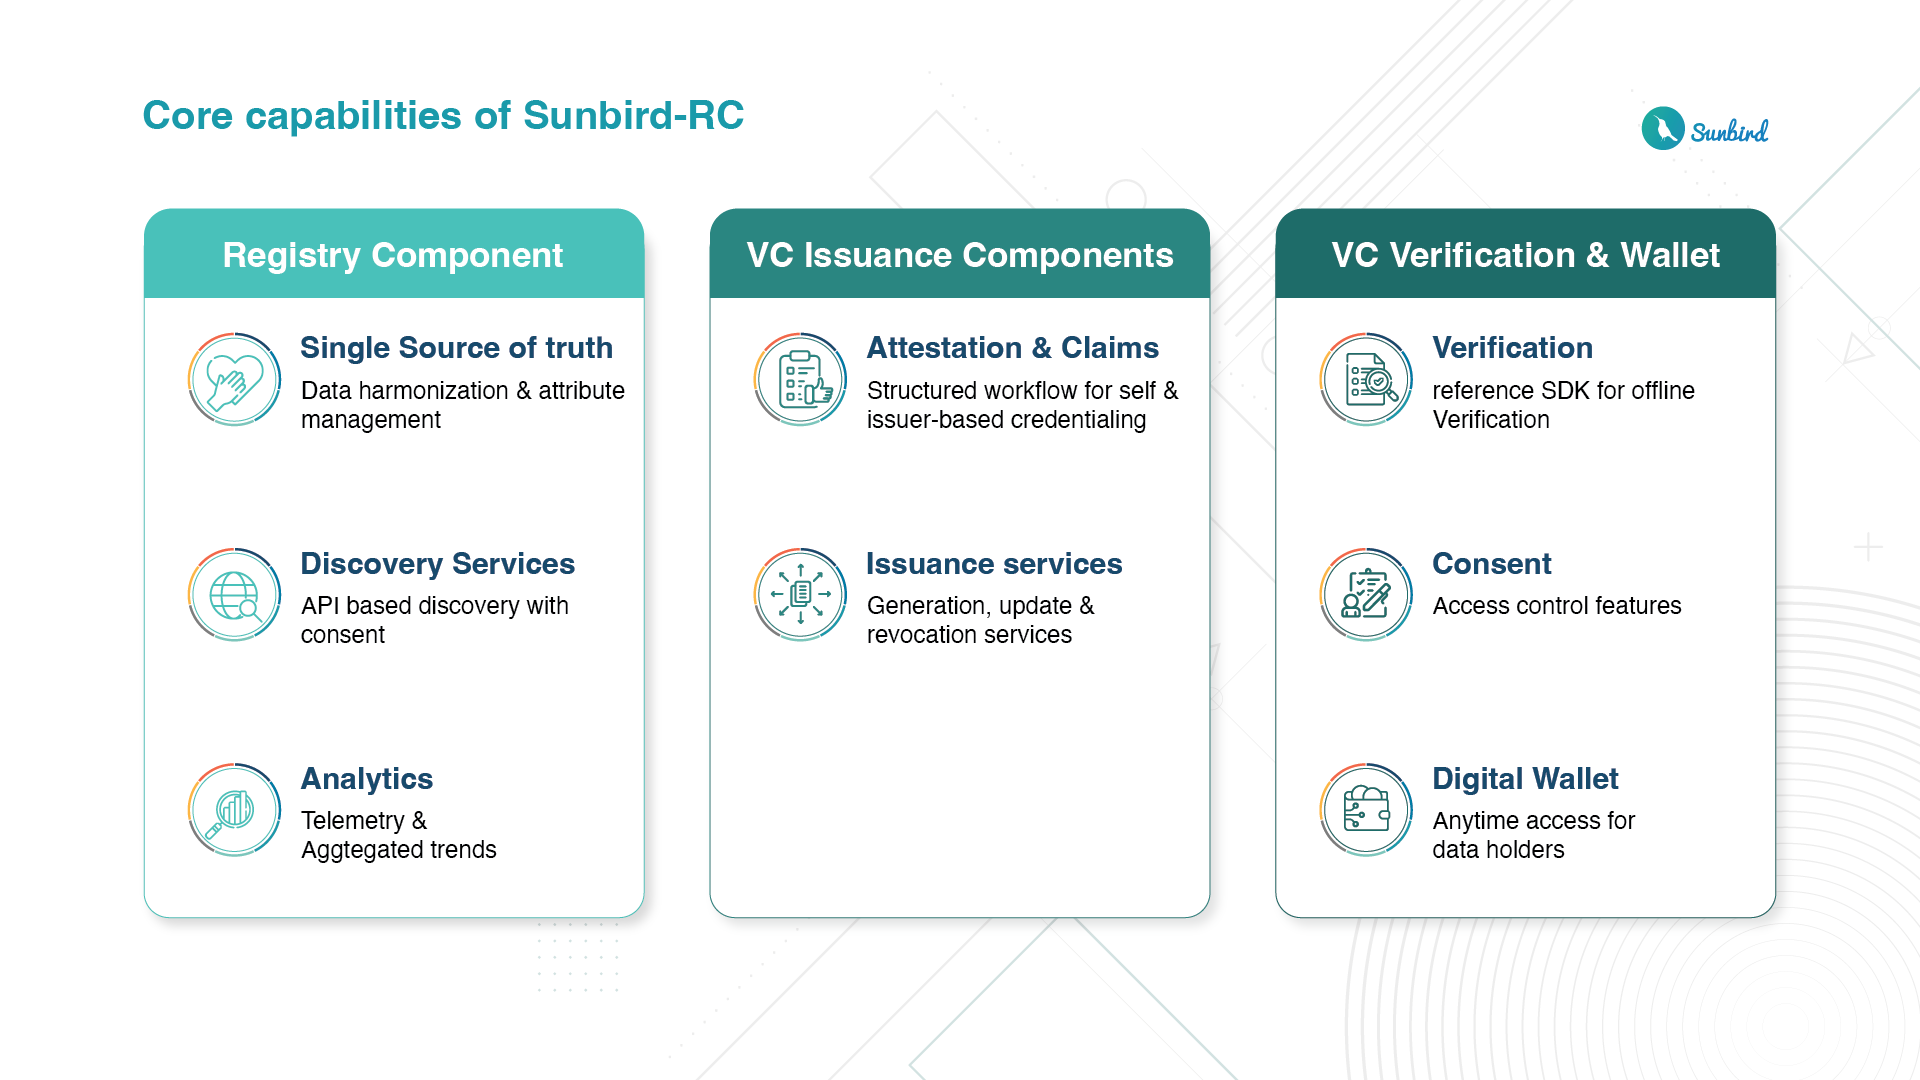 Core capabilities of Sunbird-RC
Sunbird
Registry Component
Single Source of truth
Data harmonization & attribute
management
Discovery Services
API based discovery with
consent
Analytics
Telemetry &
Aggtegated trends
VC Issuance Components
Attestation & Claims
Structured workflow for self &
issuer-based credentialing
Issuance services
Generation, update &
revocation services
VC Verification & Wallet
Verification
reference SDK for offline
Verification
Consent
Access control features
Digital Wallet
Anytime access for
data holders